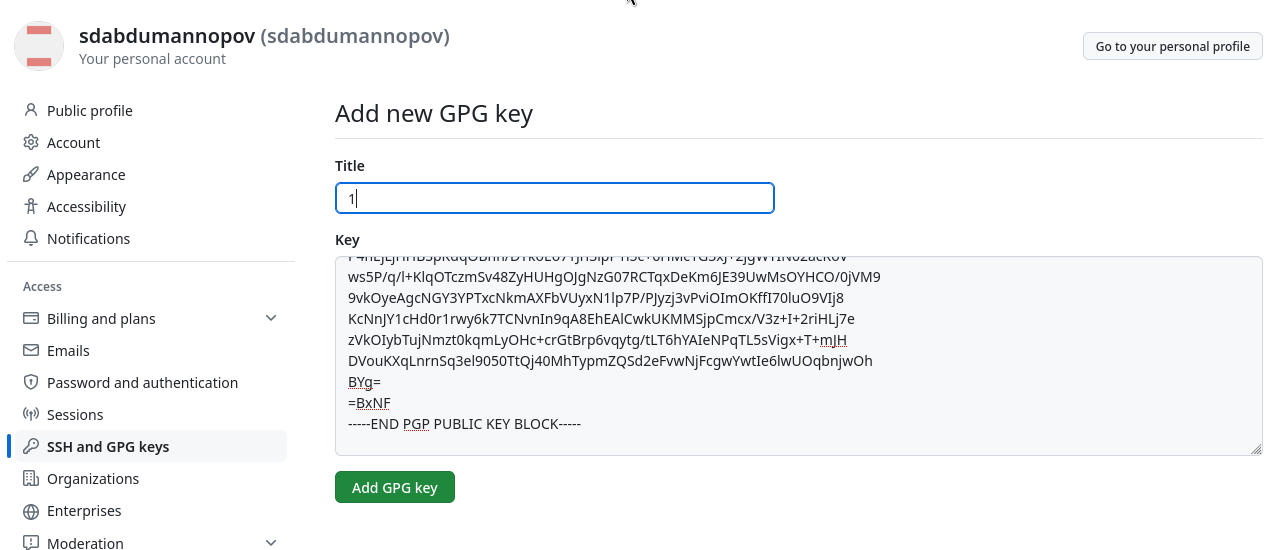 sdabdumannopov (sdabdumannopov)
Your personal account
Go to your personal profile
Public profile
Account
Appearance
Accessibility
Notifications
Access
Billing and plans
Emails
Password and authentication
Sessions
SSH and GPG keys
Organizations
Enterprises
Moderation
Add new GPG key
Title
1
Key
ws5P/q/l+KlqOTczmSv48ZyHUHgOJgNzG07RCTqxDeKm6JE39UwMsOYHCO/0jVM9
9vkOyeAgcNGY3YPTxcNkmAXFbVUyxN1lp7P/PJyzj3vPviOImOKffI70luO9VIj8
KcNnJY1cHd0r1rwy6k7TCNvnIn9qA8EhEAlCwkUKMMSjpCmcx/V3z+I+2riHLj7e
zVkOIybTujNmzt0kqmLyOHc+crGtBrp6vqytg/tLT6hYAIeNPqTL5sVigx+T+mJH
DVouKXqLnrnSq3el9050TtQj40MhTypmZQSd2eFvwNjFcgwYwtIe6lwUOqbnjwOh
BYg=
=BxNF
-----END PGP PUBLIC KEY BLOCK-----
Add GPG key